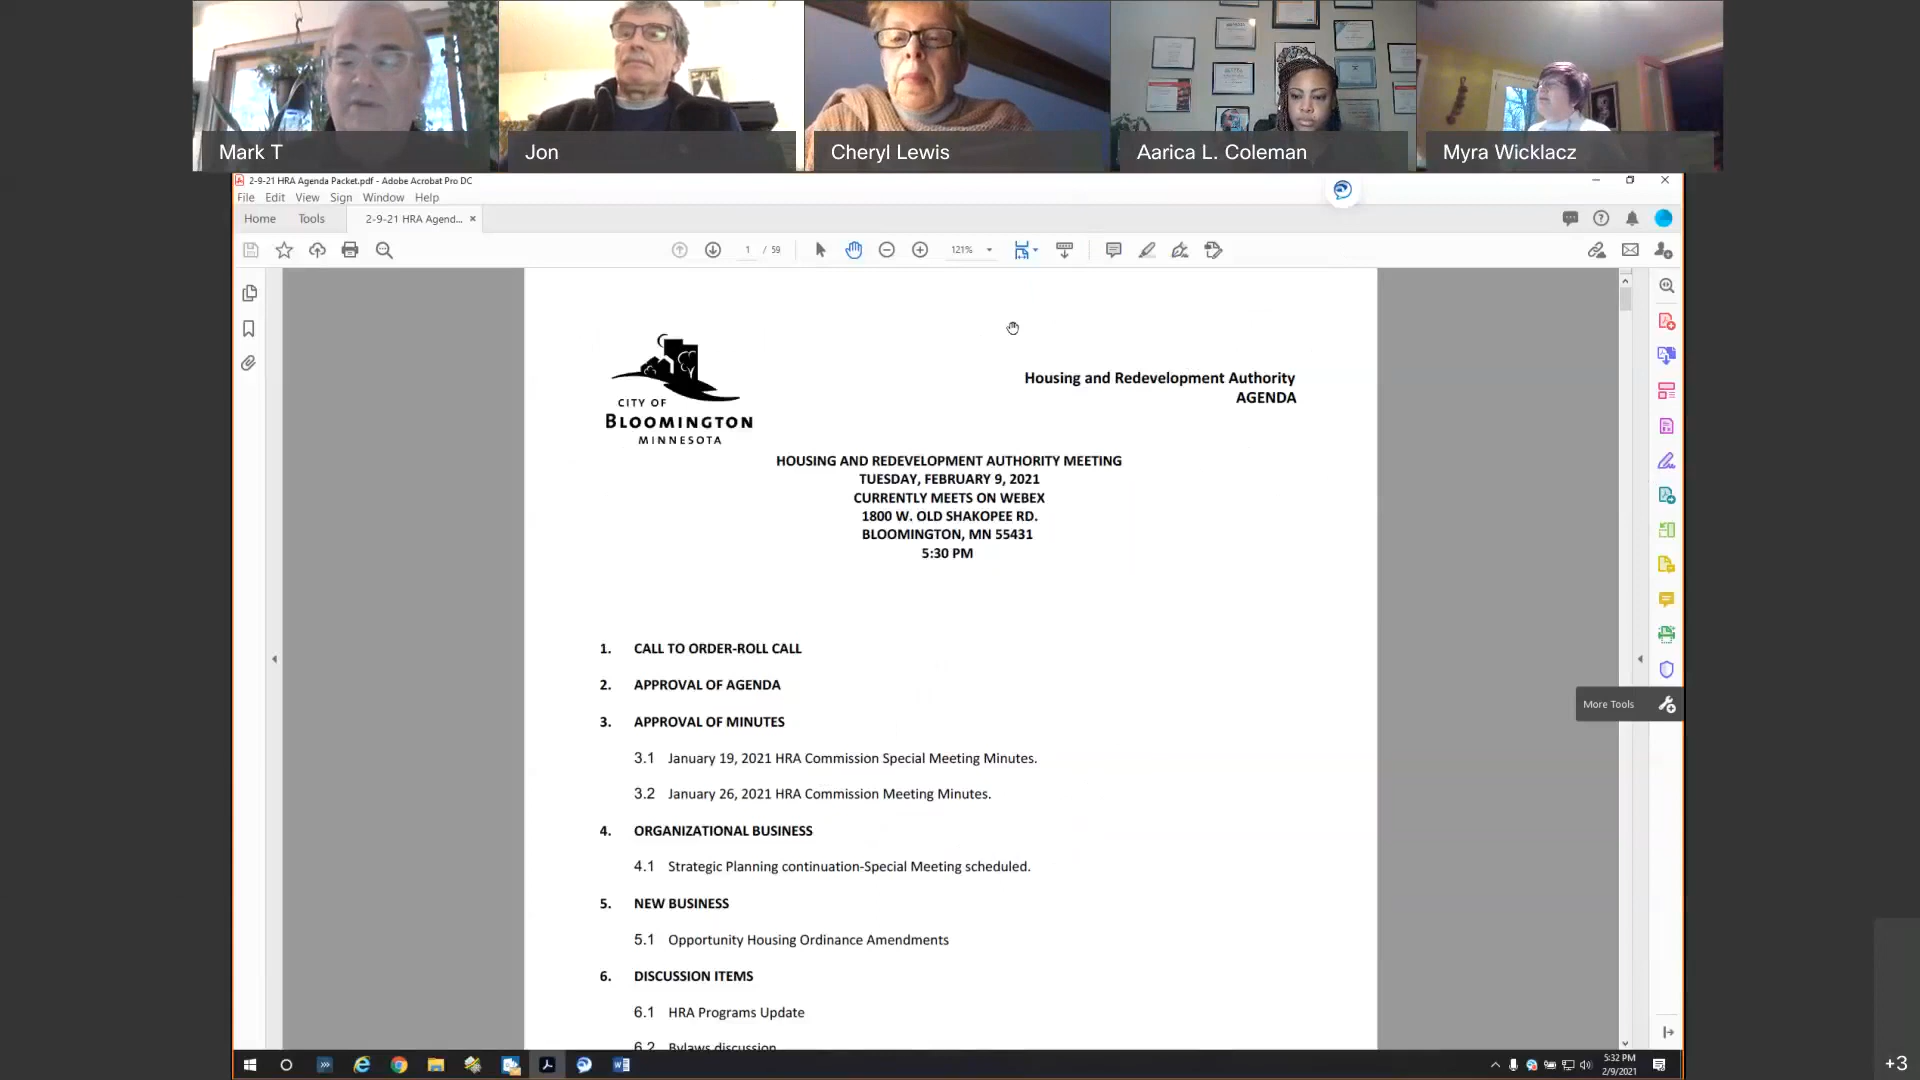 Mark T
Jon
Cheryl Lewis
Aarica L. Coleman
Myra Wicklacz
2-9-21 HRA Agenda Packet.pdf - Adobe Acrobat Pro DC
File Edit View Sign Window Help
Home Tools 2-9-21 HRA Agend... ×
1 / 59 121%
CITY OF
BLOOMINGTON
MINNESOTA
Housing and Redevelopment Authority
AGENDA
HOUSING AND REDEVELOPMENT AUTHORITY MEETING
TUESDAY, FEBRUARY 9, 2021
CURRENTLY MEETS ON WEBEX
1800 W. OLD SHAKOPEE RD.
BLOOMINGTON, MN 55431
5:30 PM
1. CALL TO ORDER-ROLL CALL
2. APPROVAL OF AGENDA
More Tools
3. APPROVAL OF MINUTES
3.1 January 19, 2021 HRA Commission Special Meeting Minutes.
3.2 January 26, 2021 HRA Commission Meeting Minutes.
4. ORGANIZATIONAL BUSINESS
4.1 Strategic Planning continuation-Special Meeting scheduled.
5. NEW BUSINESS
5.1 Opportunity Housing Ordinance Amendments
6. DISCUSSION ITEMS
6.1 HRA Programs Update
6.2 Bylaws discussion
5:32 PM
2/9/2021
+3